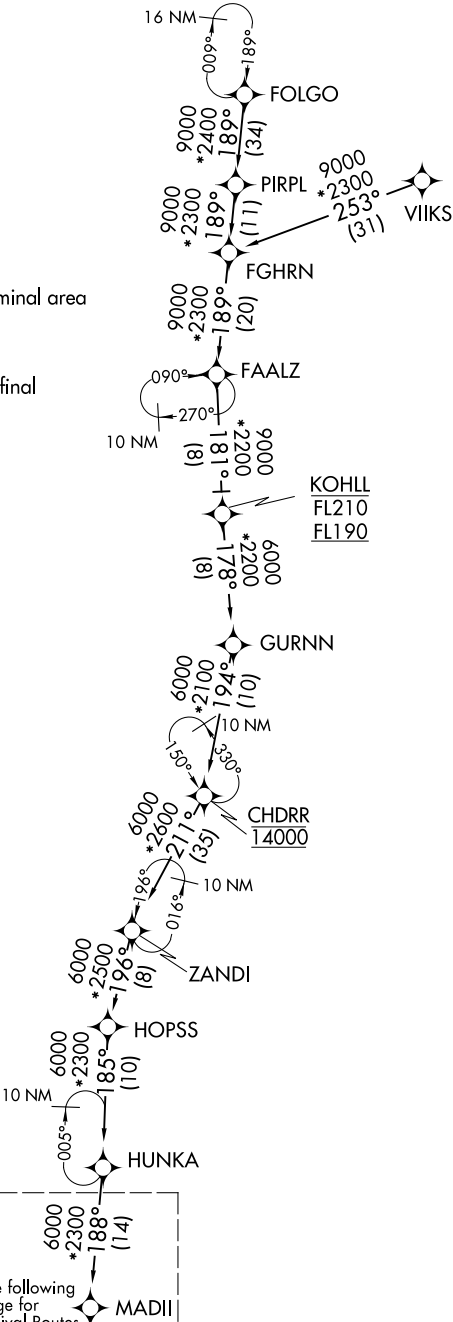 16 NM
009°
189°
FOLGO
9000
*2400
189°
(34)
PIRPL
9000
*2300
189°
(11)
9000
*2300
253°
(31)
VIIKS
FGHRN
9000
*2300
189°
(20)
minal area
FAALZ
090°
270°
10 NM
final
9000
*2200
181°
(8)
KOHLL
FL210
FL190
6000
*2200
178°
(8)
GURNN
6000
*2100
194°
(10)
10 NM
150°
330°
CHDRR
14000
6000
*2600
211°
(35)
196°
016°
10 NM
ZANDI
6000
*2500
196°
(8)
HOPSS
6000
*2300
185°
(10)
10 NM
005°
HUNKA
6000
*2300
188°
(14)
e following
ge for
ival Routes
MADII